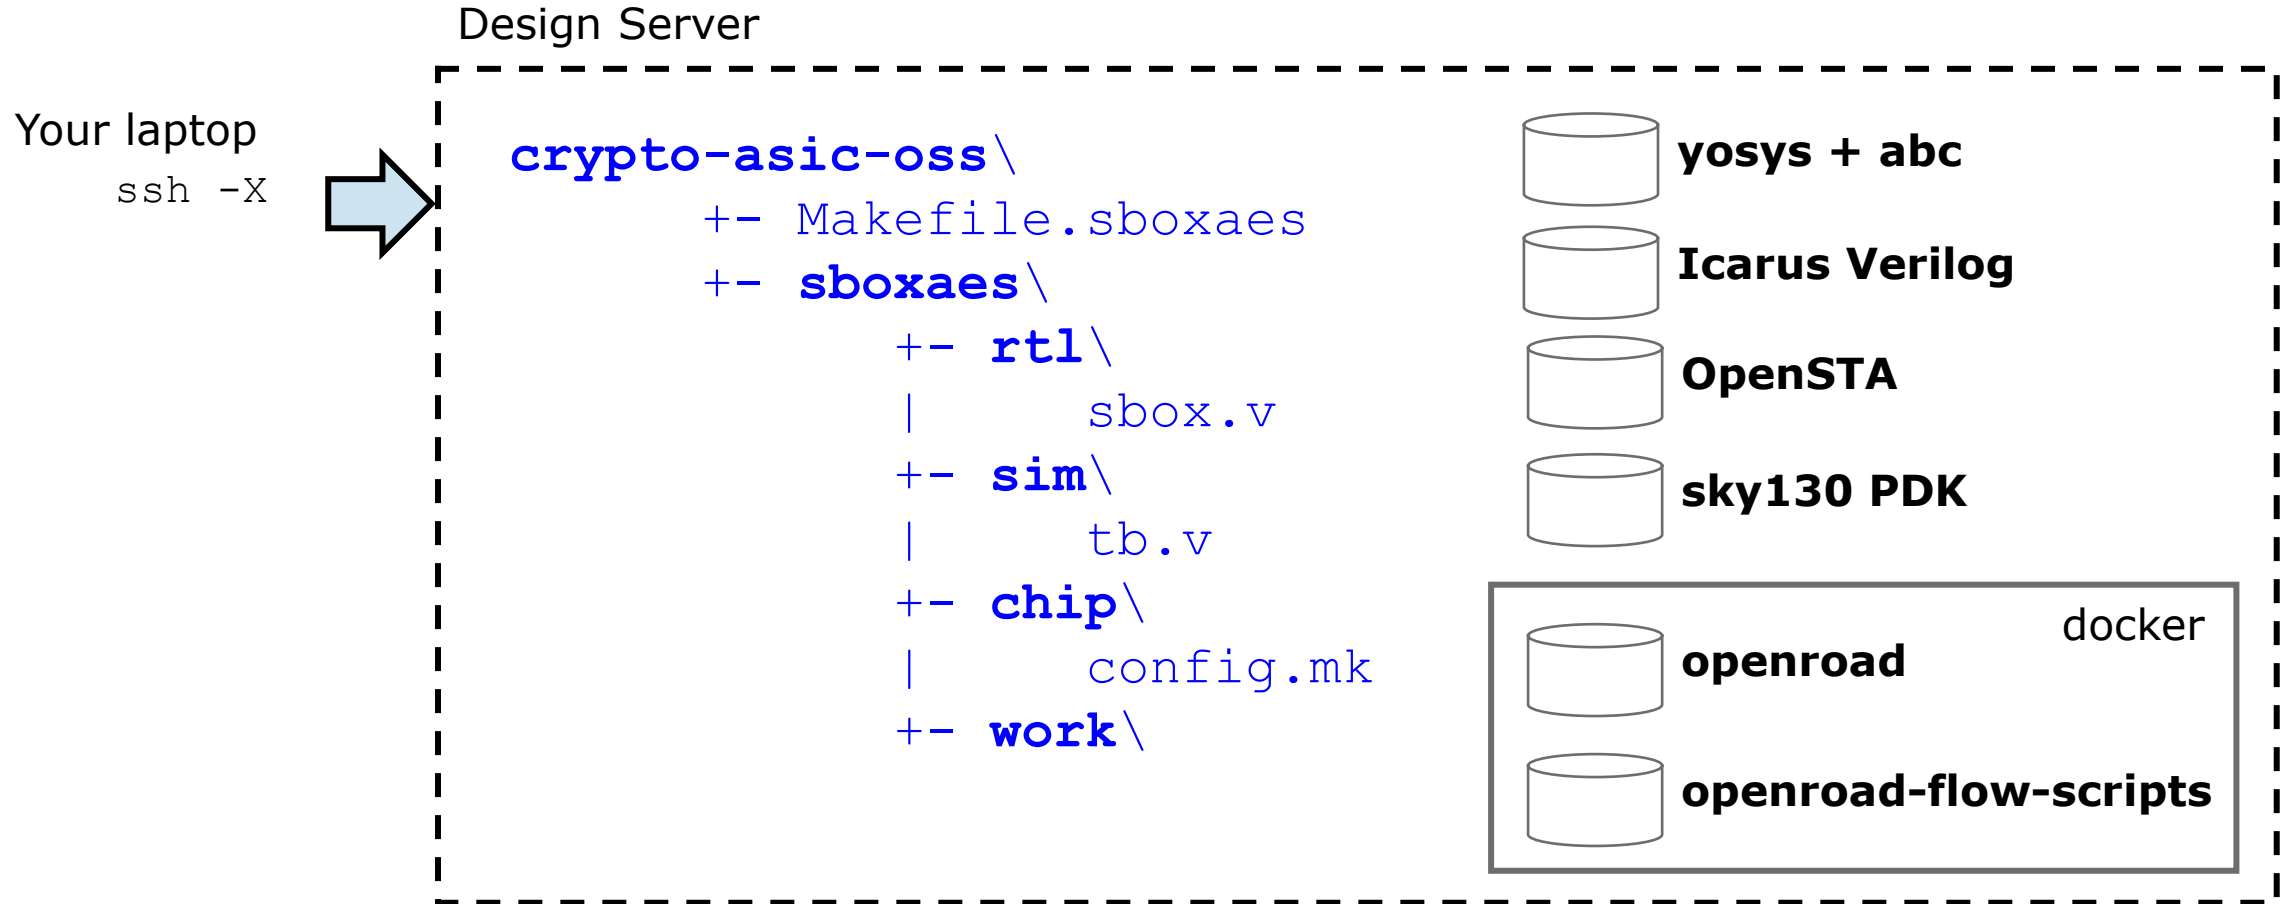 Design Server
Your laptop
ssh -X
crypto-asic-oss\
+- Makefile.sboxaes
+- sboxaes\
+- rtl\
|      sbox.v
+- sim\
|      tb.v
+- chip\
|      config.mk
+- work\
yosys + abc
Icarus Verilog
OpenSTA
sky130 PDK
docker
openroad
openroad-flow-scripts